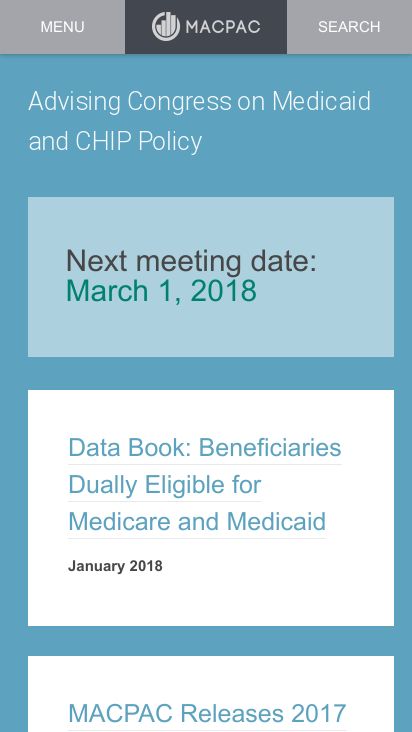 MENU
MACPAC
SEARCH
Advising Congress on Medicaid
and CHIP Policy
Next meeting date:
March 1, 2018
Data Book: Beneficiaries
Dually Eligible for
Medicare and Medicaid
January 2018
MACPAC Releases 2017